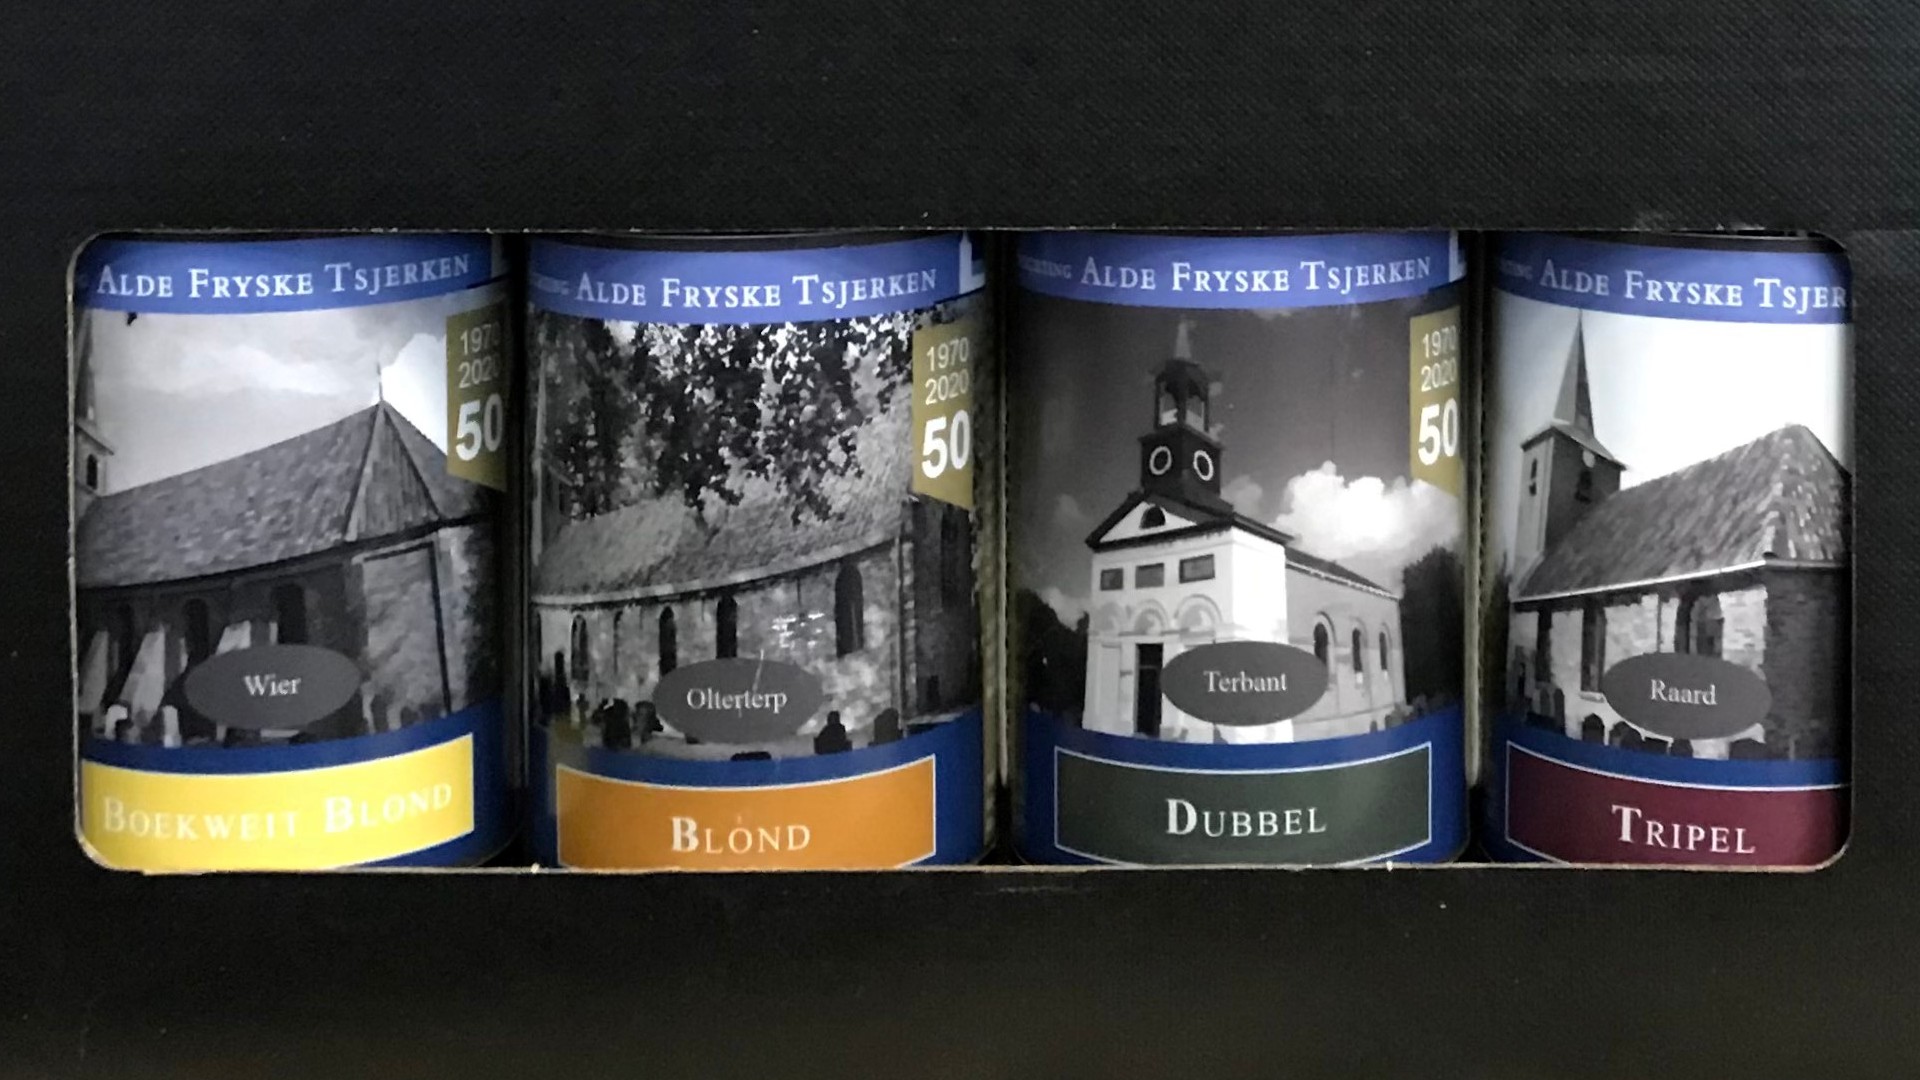 ALDE FRYSKE TSJERKEN
1970
2020
50
Wier
BOEKWEIT BLOND
ALDE FRYSKE TSJERKEN
1970
2020
50
Olterterp
BLOND
ALDE FRYSKE TSJERKEN
1970
2020
50
Terbant
DUBBEL
ALDE FRYSKE TSJER
Raard
TRIPEL